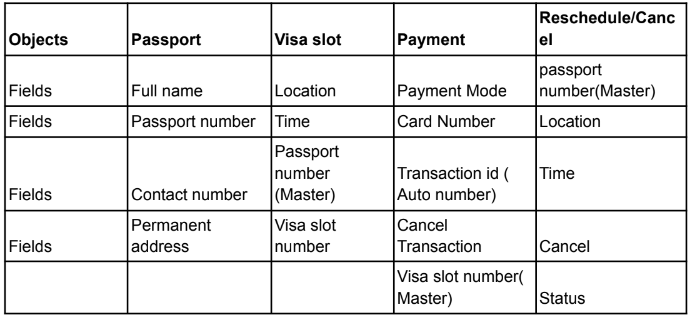 Objects Passport Visa slot Payment Reschedule/Canc
el
Fields Full name Location Payment Mode passport
number(Master)
Fields Passport number Time Card Number Location
Fields Contact number Passport
number
(Master) Transaction id (
Auto number) Time
Fields Permanent
address Visa slot
number Cancel
Transaction Cancel
Visa slot number(
Master) Status